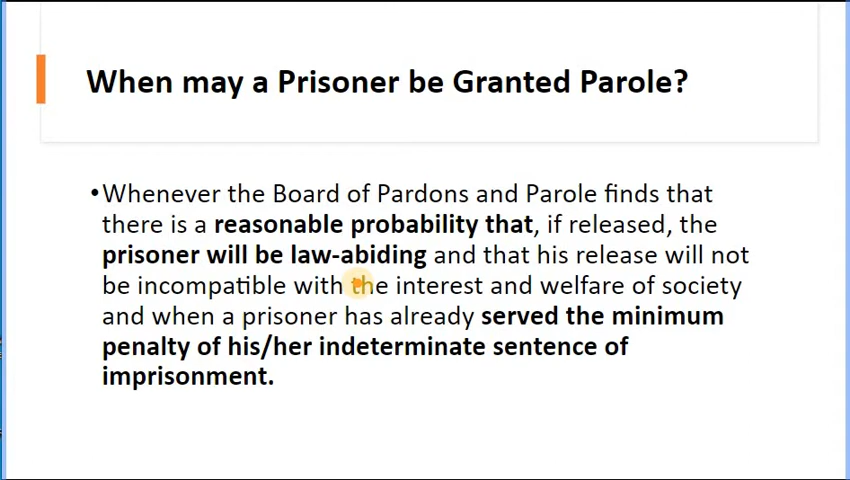 When may a Prisoner be Granted Parole?
•Whenever the Board of Pardons and Parole finds that
there is a reasonable probability that, if released, the
prisoner will be law-abiding and that his release will not
be incompatible with the interest and welfare of society
and when a prisoner has already served the minimum
penalty of his/her indeterminate sentence of
imprisonment.